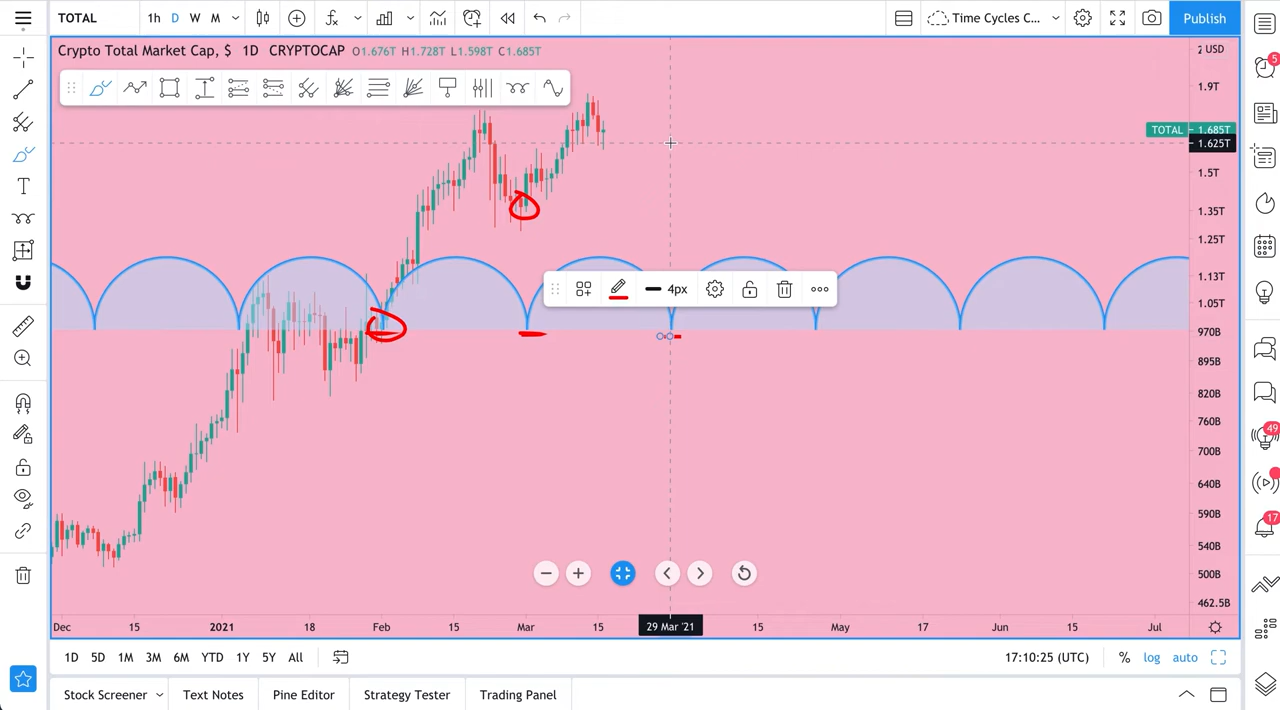 TOTAL
1h D W M
Time Cycles C...
Publish
5
Crypto Total Market Cap, $ 1D CRYPTOCAP O1.676T H1.728T L1.598T C1.685T
2 USD
1.9T
TOTAL 1.685T
1.625T
1.5T
1.35T
1.25T
1.13T
4px
1.05T
970B
895B
820B
760B
49
700B
640B
590B
17
540B
500B
462.5B
Dec 15 2021 18 Feb 15 Mar 15 29 Mar '21 15 May 17 Jun 15 Jul
1D 5D 1M 3M 6M YTD 1Y 5Y All
17:10:25 (UTC) % log auto
Stock Screener Text Notes Pine Editor Strategy Tester Trading Panel